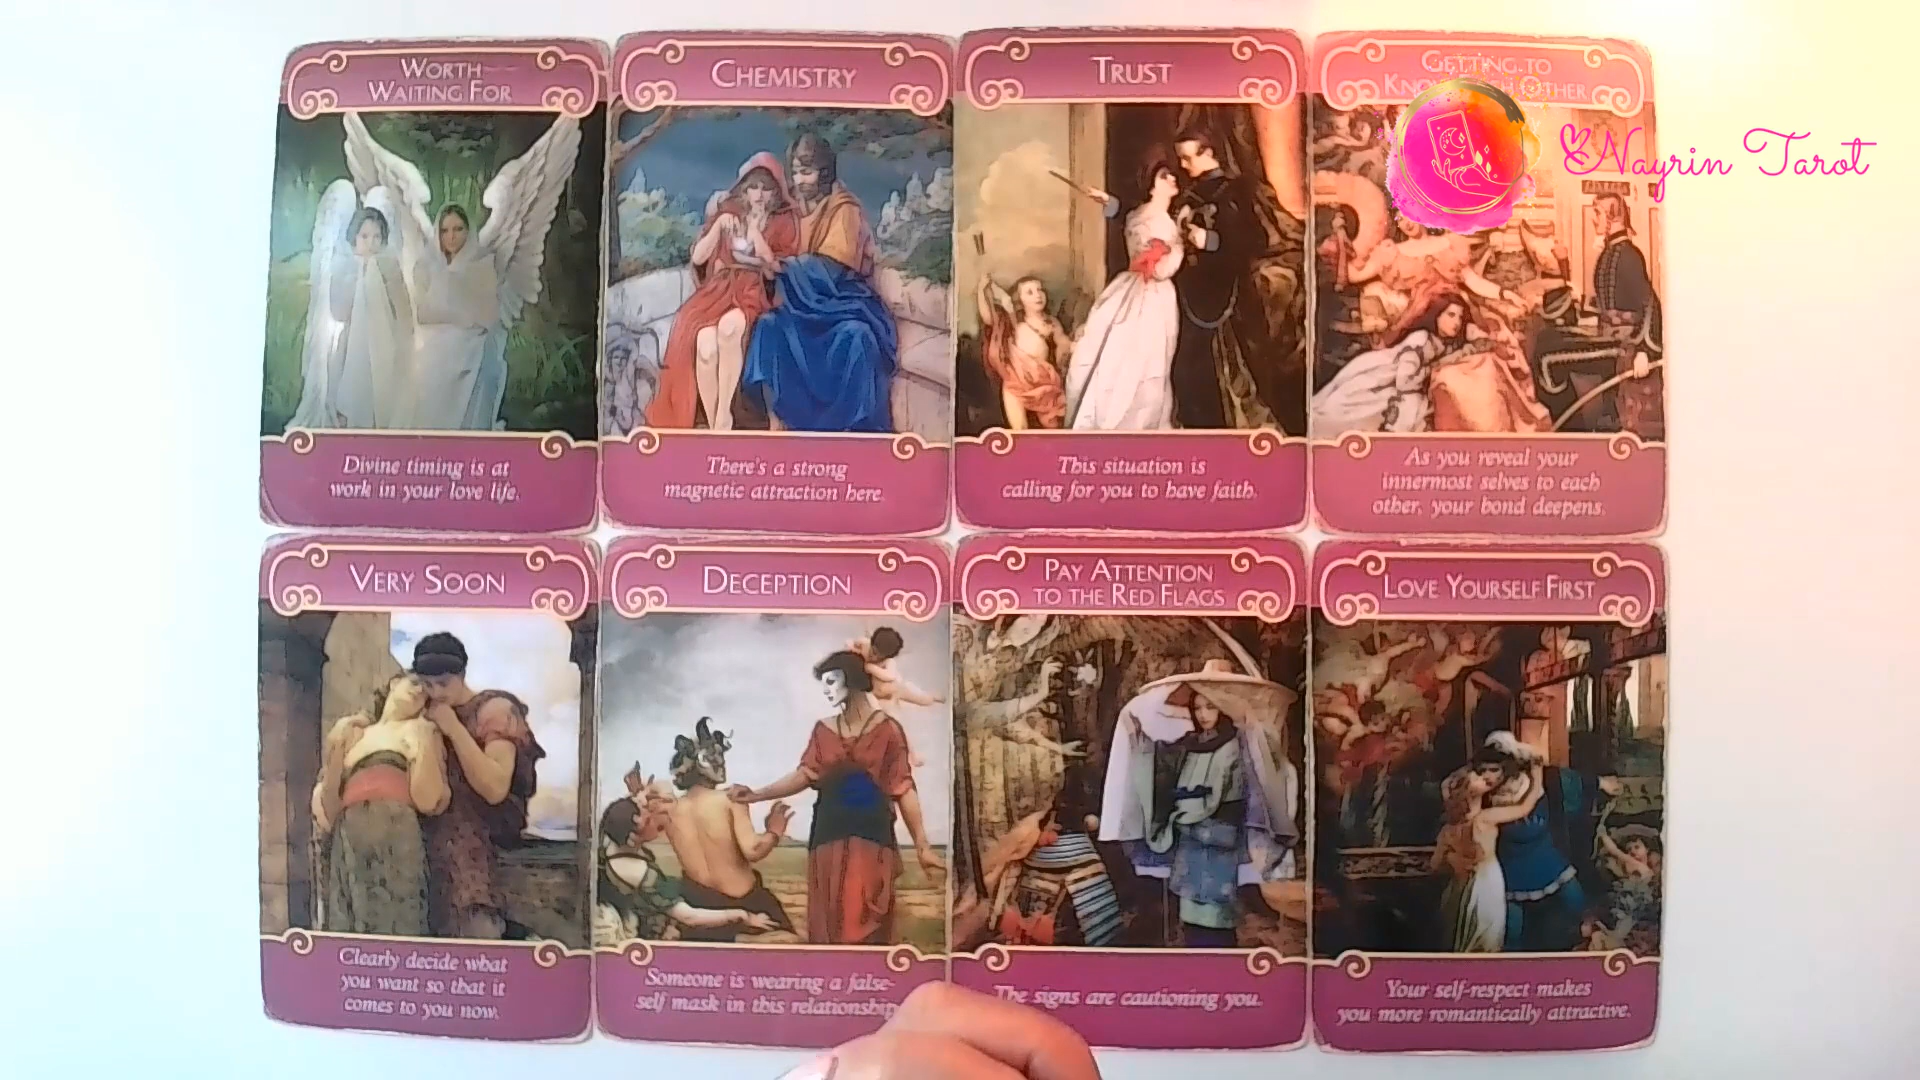 WORTH
WAITING FOR
CHEMISTRY
TRUST
GETTING TO
KNOW EACH OTHER
Nayrin Tarot
Divine timing is at
work in your love life.
There's a strong
magnetic attraction here.
This situation is
calling for you to have faith.
As you reveal your
innermost selves to each
other, your bond deepens.
VERY SOON
DECEPTION
PAY ATTENTION
TO THE RED FLAGS
LOVE YOURSELF FIRST
Clearly decide what
you want so that it
comes to you now.
Someone is wearing a false-
self mask in this relationship
The signs are cautioning you.
Your self-respect makes
you more romantically attractive.